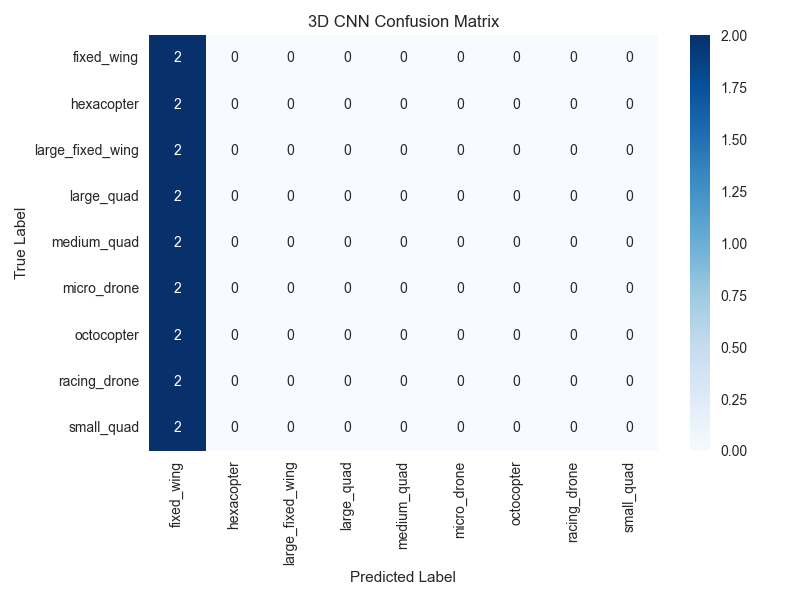 3D CNN Confusion Matrix
True Label
fixed_wing 2 0 0 0 0 0 0 0 0
hexacopter 2 0 0 0 0 0 0 0 0
large_fixed_wing 2 0 0 0 0 0 0 0 0
large_quad 2 0 0 0 0 0 0 0 0
medium_quad 2 0 0 0 0 0 0 0 0
micro_drone 2 0 0 0 0 0 0 0 0
octocopter 2 0 0 0 0 0 0 0 0
racing_drone 2 0 0 0 0 0 0 0 0
small_quad 2 0 0 0 0 0 0 0 0
fixed_wing
hexacopter
large_fixed_wing
large_quad
medium_quad
micro_drone
octocopter
racing_drone
small_quad
Predicted Label
2.00
1.75
1.50
1.25
1.00
0.75
0.50
0.25
0.00